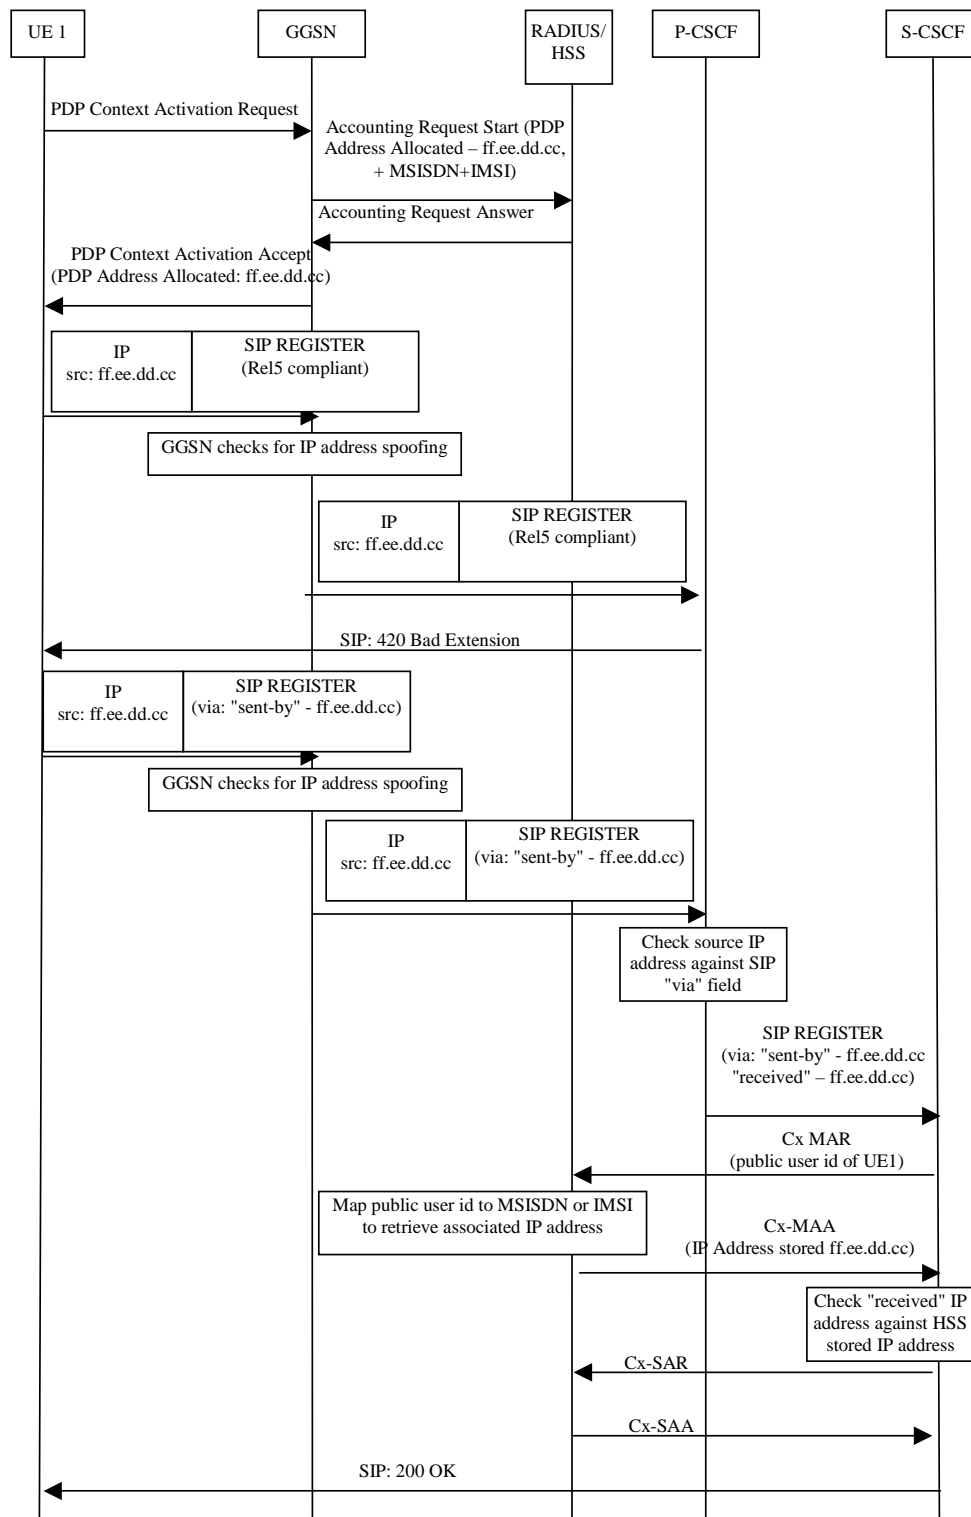 UE 1
GGSN
RADIUS/
HSS
P-CSCF
S-CSCF
PDP Context Activation Request
Accounting Request Start (PDP
Address Allocated – ff.ee.dd.cc,
+ MSISDN+IMSI)
Accounting Request Answer
PDP Context Activation Accept
(PDP Address Allocated: ff.ee.dd.cc)
IP
src: ff.ee.dd.cc
SIP REGISTER
(Rel5 compliant)
GGSN checks for IP address spoofing
IP
src: ff.ee.dd.cc
SIP REGISTER
(Rel5 compliant)
SIP: 420 Bad Extension
IP
src: ff.ee.dd.cc
SIP REGISTER
(via: "sent-by" - ff.ee.dd.cc)
GGSN checks for IP address spoofing
IP
src: ff.ee.dd.cc
SIP REGISTER
(via: "sent-by" - ff.ee.dd.cc)
Check source IP
address against SIP
"via" field
SIP REGISTER
(via: "sent-by" - ff.ee.dd.cc
"received" – ff.ee.dd.cc)
Cx MAR
(public user id of UE1)
Map public user id to MSISDN or IMSI
to retrieve associated IP address
Cx-MAA
(IP Address stored ff.ee.dd.cc)
Check "received" IP
address against HSS
stored IP address
Cx-SAR
Cx-SAA
SIP: 200 OK